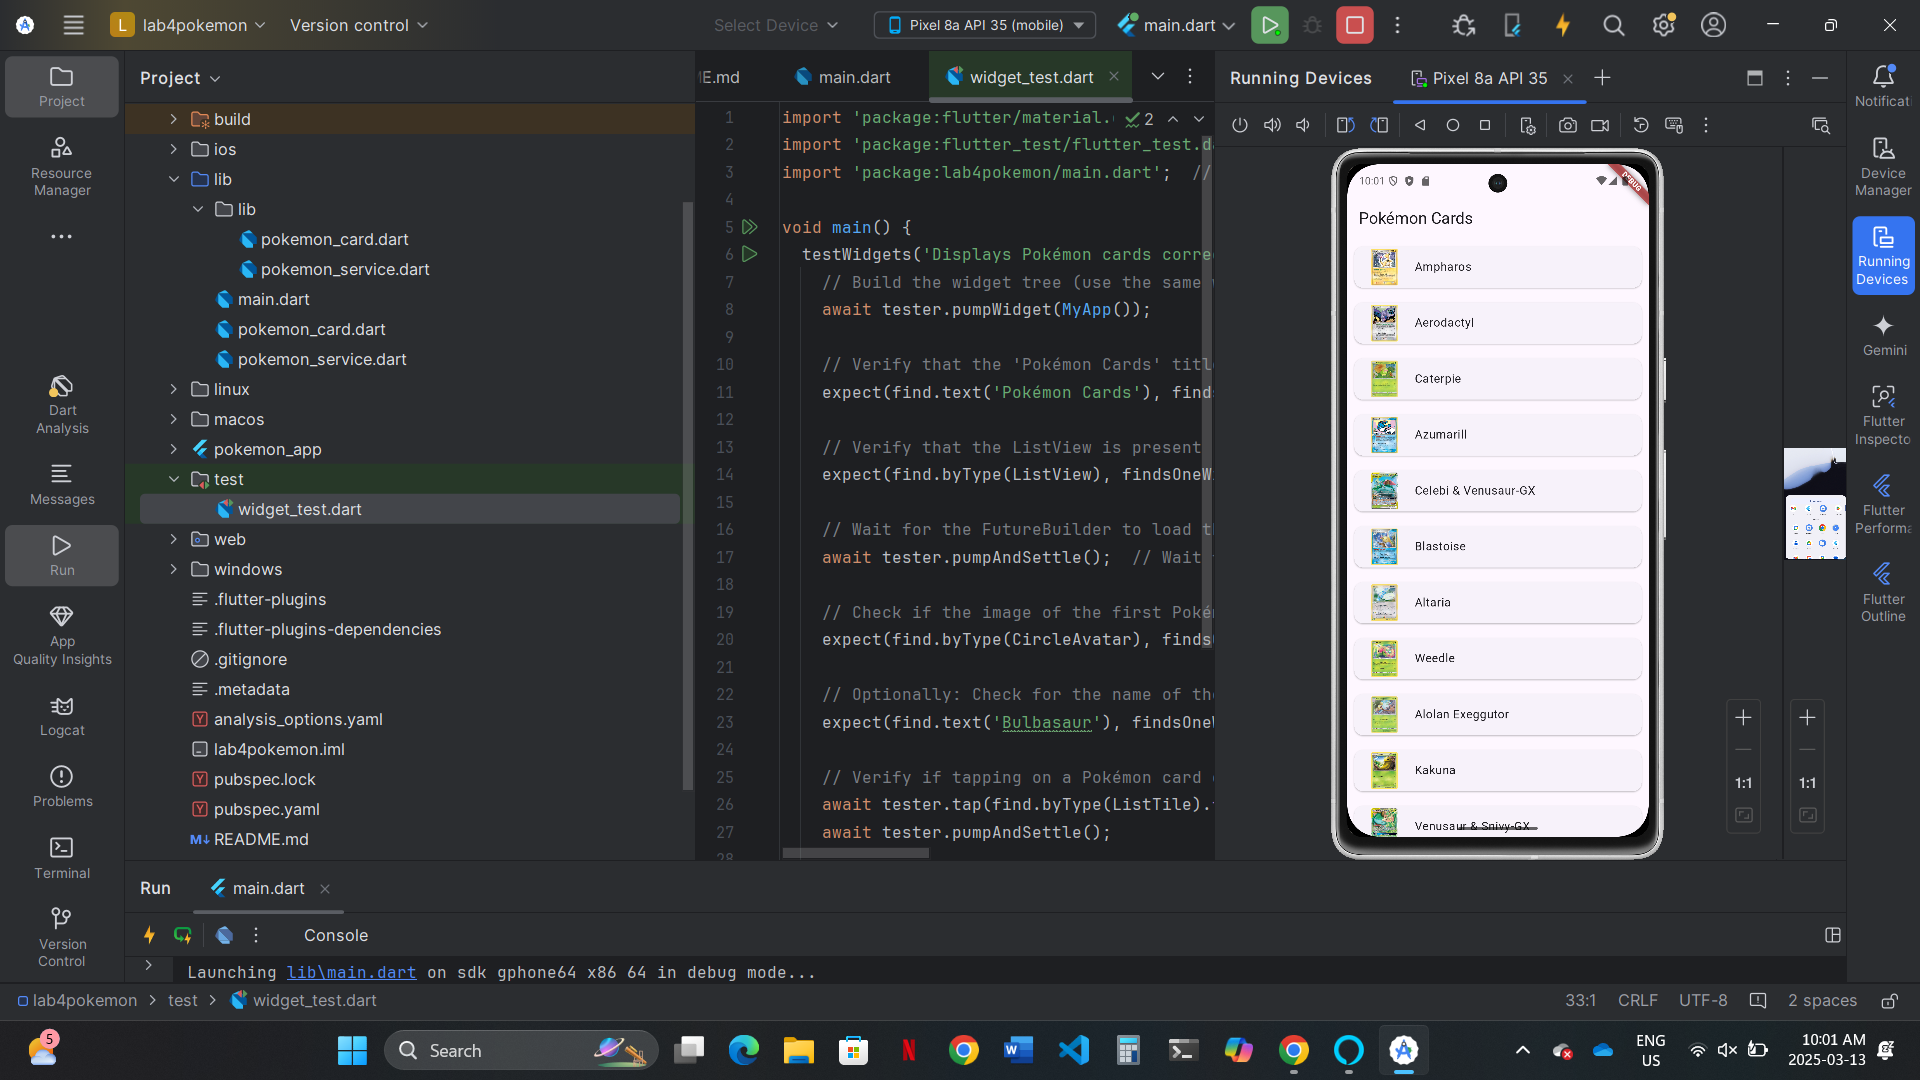 L lab4pokemon
Version control
Select Device
Pixel 8a API 35 (mobile)
main.dart
Project
E.md
main.dart
widget_test.dart
Running Devices
Pixel 8a API 35
Project
Resource
Manager
Dart
Analysis
Messages
Run
App
Quality Insights
Logcat
Problems
Terminal
Version
Control
build
ios
lib
lib
pokemon_card.dart
pokemon_service.dart
main.dart
pokemon_card.dart
pokemon_service.dart
linux
macos
pokemon_app
test
widget_test.dart
web
windows
.flutter-plugins
.flutter-plugins-dependencies
.gitignore
.metadata
analysis_options.yaml
lab4pokemon.iml
pubspec.lock
pubspec.yaml
README.md
2
1 import 'package:flutter/material.
2 import 'package:flutter_test/flutter_test.d
3 import 'package:lab4pokemon/main.dart';  //
4
5 void main() {
6 testWidgets('Displays Pokémon cards corre
7 // Build the widget tree (use the same
8 await tester.pumpWidget(MyApp());
9
10 // Verify that the 'Pokémon Cards' titl
11 expect(find.text('Pokémon Cards'), find
12
13 // Verify that the ListView is present
14 expect(find.byType(ListView), findsOneW
15
16 // Wait for the FutureBuilder to load t
17 await tester.pumpAndSettle();  // Wait
18
19 // Check if the image of the first Poké
20 expect(find.byType(CircleAvatar), finds
21
22 // Optionally: Check for the name of the
23 expect(find.text('Bulbasaur'), findsOneW
24
25 // Verify if tapping on a Pokémon card
26 await tester.tap(find.byType(ListTile).
27 await tester.pumpAndSettle();
28
10:01
DEBUG
Pokémon Cards
Ampharos
Aerodactyl
Caterpie
Azumarill
Celebi & Venusaur-GX
Blastoise
Altaria
Weedle
Alolan Exeggutor
Kakuna
Venusaur & Snivy-GX
1:1
1:1
Notificat
Device
Manager
Running
Devices
Gemini
Flutter
Inspecto
Flutter
Performa
Flutter
Outline
Run
main.dart
Console
Launching lib\main.dart on sdk gphone64 x86 64 in debug mode...
lab4pokemon > test > widget_test.dart
33:1
CRLF
UTF-8
2 spaces
5
Search
ENG
US
10:01 AM
2025-03-13